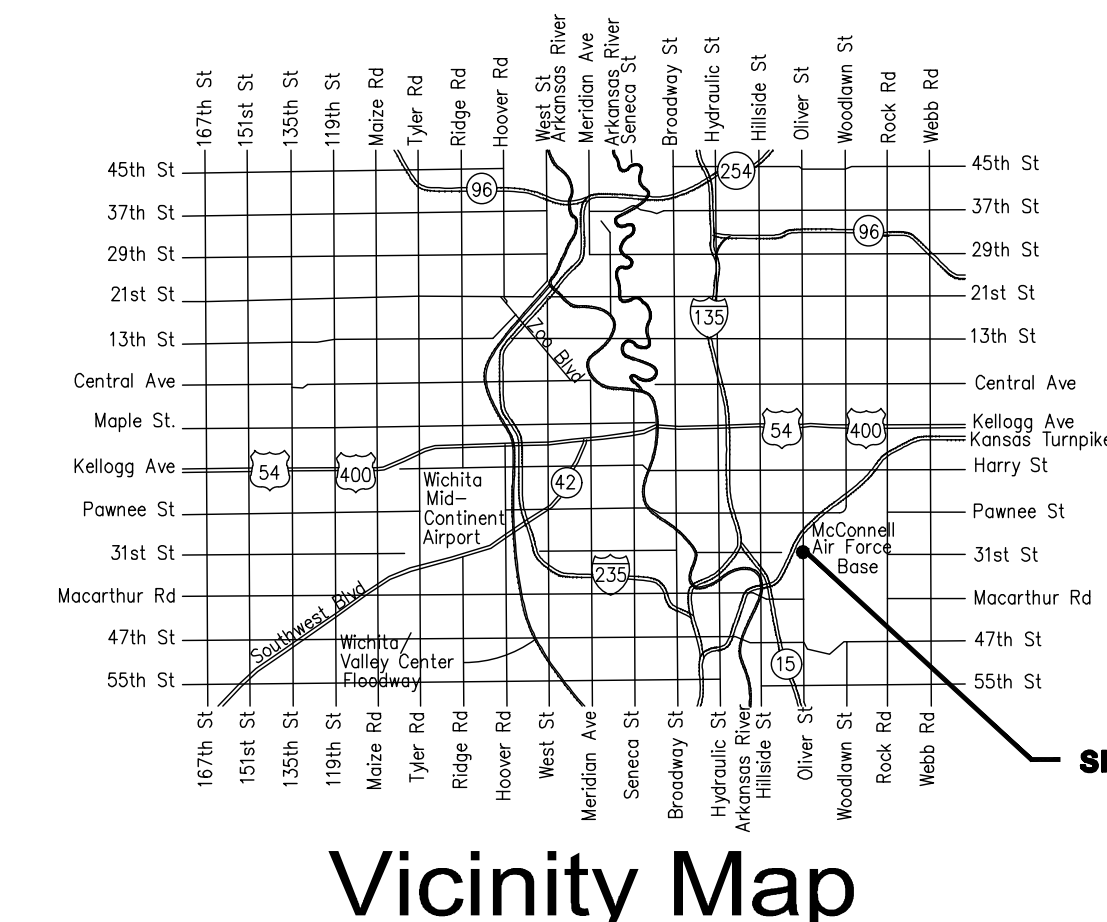 167th St
151st St
135th St
119th St
Maize Rd
Tyler Rd
Ridge Rd
Hoover Rd
West St
Arkansas River
Meridian Ave
Arkansas River
Seneca St
Broadway St
Hydraulic St
Hillside St
Oliver St
Woodlawn St
Rock Rd
Webb Rd
45th St
254
45th St
96
37th St
37th St
96
29th St
29th St
21st St
21st St
135
13th St
Zoo Blvd
13th St
Central Ave
Central Ave
Maple St.
54
400
Kellogg Ave
Kansas Turnpike
Kellogg Ave
54
400
Harry St
Wichita
Mid-
Continent
Airport
42
Pawnee St
Pawnee St
McConnell
Air Force
Base
31st St
31st St
235
Macarthur Rd
Macarthur Rd
Southwest Blvd
47th St
47th St
Wichita/
Valley Center
Floodway
15
55th St
55th St
167th St
151st St
135th St
119th St
Maize Rd
Tyler Rd
Ridge Rd
Hoover Rd
West St
Meridian Ave
Seneca St
Broadway St
Hydraulic St
Arkansas River
Hillside St
Oliver St
Woodlawn St
Rock Rd
Webb Rd
Vicinity Map